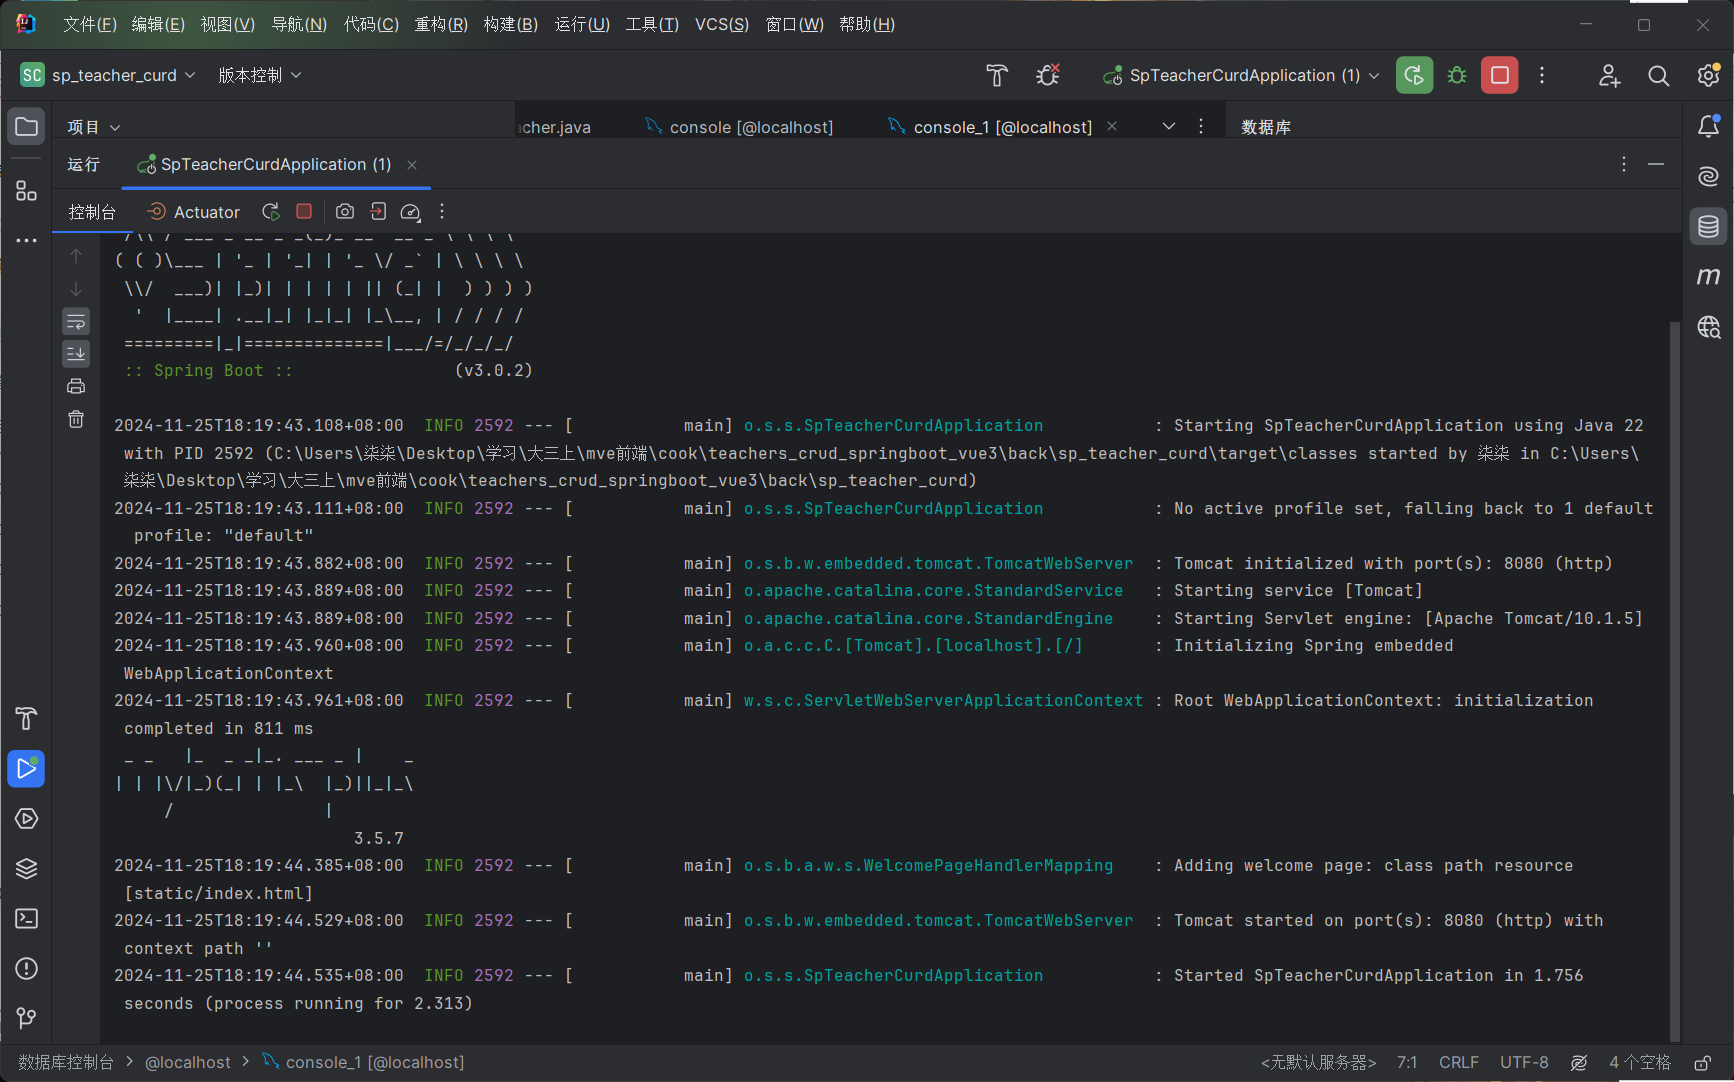 文件(F) 编辑(E) 视图(V) 导航(N) 代码(C) 重构(R) 构建(B) 运行(U) 工具(T) VCS(S) 窗口(W) 帮助(H)
SC sp_teacher_curd 版本控制 SpTeacherCurdApplication (1)
项目 acher.java console [@localhost] console_1 [@localhost] 数据库
运行 SpTeacherCurdApplication (1)
控制台 Actuator
( ( )\___ | '_ | '_| | '_ \/ _` | \ \ \ \
\\/  ___)| |_)| | | | | || (_| |  ) ) ) )
'  |____| .__|_| |_|_| |_\__, | / / / /
=========|_|==============|___/=/_/_/_/
:: Spring Boot ::                (v3.0.2)
2024-11-25T18:19:43.108+08:00  INFO 2592 --- [           main] o.s.s.SpTeacherCurdApplication           : Starting SpTeacherCurdApplication using Java 22
with PID 2592 (C:\Users\柒柒\Desktop\学习\大三上\mve前端\cook\teachers_crud_springboot_vue3\back\sp_teacher_curd\target\classes started by 柒柒 in C:\Users\
柒柒\Desktop\学习\大三上\mve前端\cook\teachers_crud_springboot_vue3\back\sp_teacher_curd)
2024-11-25T18:19:43.111+08:00  INFO 2592 --- [           main] o.s.s.SpTeacherCurdApplication           : No active profile set, falling back to 1 default
profile: "default"
2024-11-25T18:19:43.882+08:00  INFO 2592 --- [           main] o.s.b.w.embedded.tomcat.TomcatWebServer  : Tomcat initialized with port(s): 8080 (http)
2024-11-25T18:19:43.889+08:00  INFO 2592 --- [           main] o.apache.catalina.core.StandardService   : Starting service [Tomcat]
2024-11-25T18:19:43.889+08:00  INFO 2592 --- [           main] o.apache.catalina.core.StandardEngine    : Starting Servlet engine: [Apache Tomcat/10.1.5]
2024-11-25T18:19:43.960+08:00  INFO 2592 --- [           main] o.a.c.c.C.[Tomcat].[localhost].[/]       : Initializing Spring embedded
WebApplicationContext
2024-11-25T18:19:43.961+08:00  INFO 2592 --- [           main] w.s.c.ServletWebServerApplicationContext : Root WebApplicationContext: initialization
completed in 811 ms
_ _   |_  _ _|_. ___ _ |    _
| | |\/|_)(_| | |_\  |_)||_|_\
/               |
3.5.7
2024-11-25T18:19:44.385+08:00  INFO 2592 --- [           main] o.s.b.a.w.s.WelcomePageHandlerMapping    : Adding welcome page: class path resource
[static/index.html]
2024-11-25T18:19:44.529+08:00  INFO 2592 --- [           main] o.s.b.w.embedded.tomcat.TomcatWebServer  : Tomcat started on port(s): 8080 (http) with
context path ''
2024-11-25T18:19:44.535+08:00  INFO 2592 --- [           main] o.s.s.SpTeacherCurdApplication           : Started SpTeacherCurdApplication in 1.756
seconds (process running for 2.313)
数据库控制台 > @localhost > console_1 [@localhost] <无默认服务器> 7:1 CRLF UTF-8 4 个空格